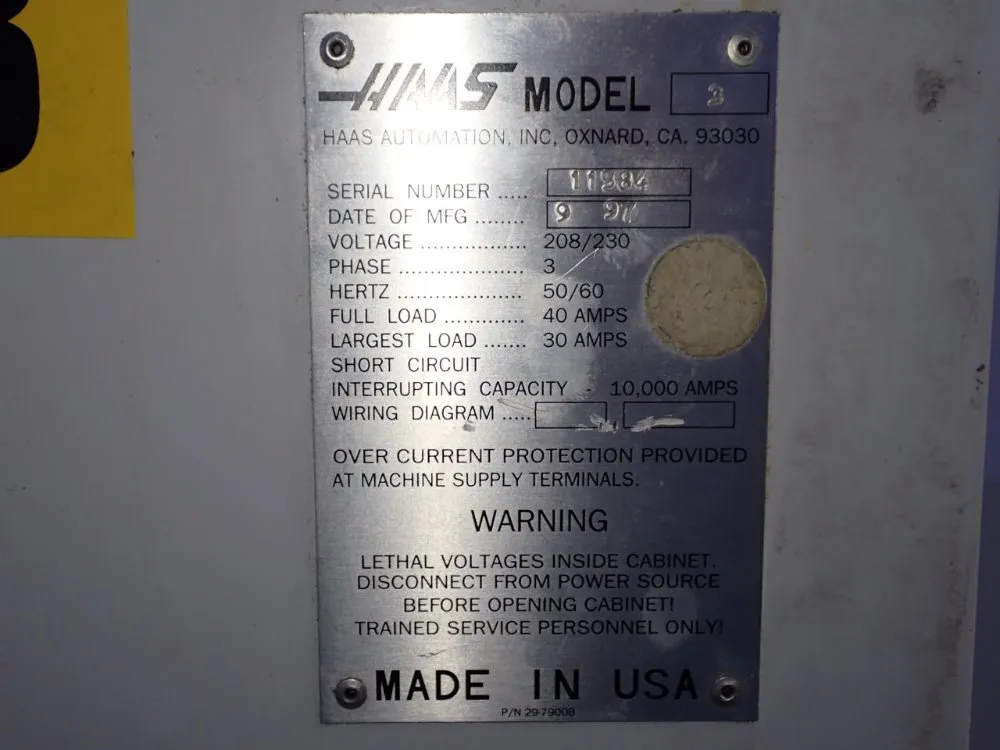 HAAS MODEL 3
HAAS AUTOMATION, INC, OXNARD, CA. 93030
SERIAL NUMBER ..... 11984
DATE OF MFG ........ 9 97
VOLTAGE ................. 208/230
PHASE .................... 3
HERTZ .................... 50/60
FULL LOAD ............. 40 AMPS
LARGEST LOAD ....... 30 AMPS
SHORT CIRCUIT
INTERRUPTING CAPACITY - 10,000 AMPS
WIRING DIAGRAM .....
OVER CURRENT PROTECTION PROVIDED
AT MACHINE SUPPLY TERMINALS.
WARNING
LETHAL VOLTAGES INSIDE CABINET.
DISCONNECT FROM POWER SOURCE
BEFORE OPENING CABINET!
TRAINED SERVICE PERSONNEL ONLY!
MADE IN USA
P/N 29-7900B